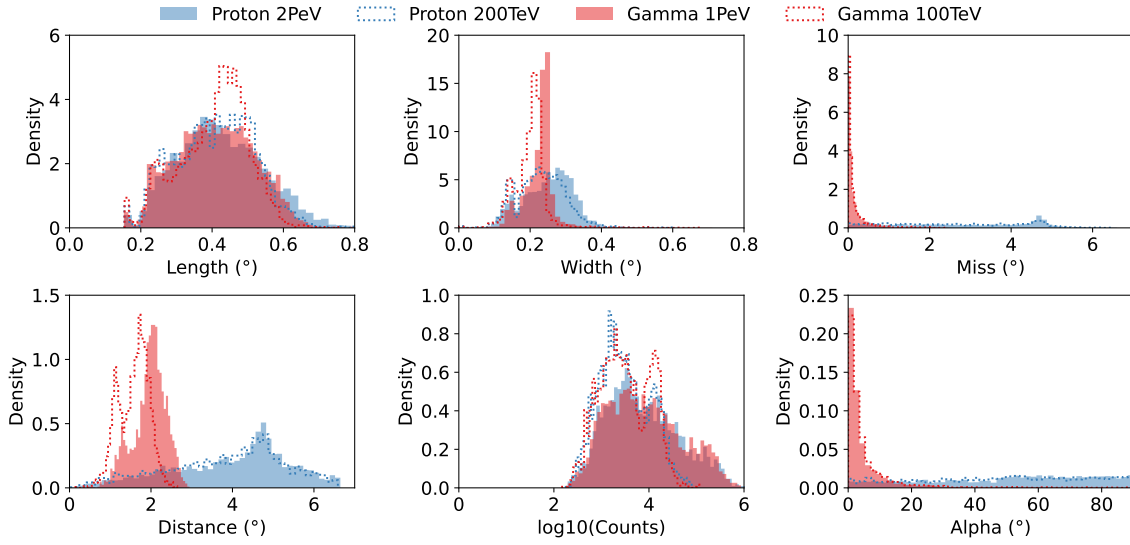 Proton 2PeV Proton 200TeV Gamma 1PeV Gamma 100TeV
6
4
2
0
Density
0.0 0.2 0.4 0.6 0.8
Length (°)
20
15
10
5
0
Density
0.0 0.2 0.4 0.6 0.8
Width (°)
10
8
6
4
2
0
Density
0 2 4 6
Miss (°)
1.5
1.0
0.5
0.0
Density
0 2 4 6
Distance (°)
1.0
0.8
0.6
0.4
0.2
0.0
Density
0 2 4 6
log10(Counts)
0.25
0.20
0.15
0.10
0.05
0.00
Density
0 20 40 60 80
Alpha (°)